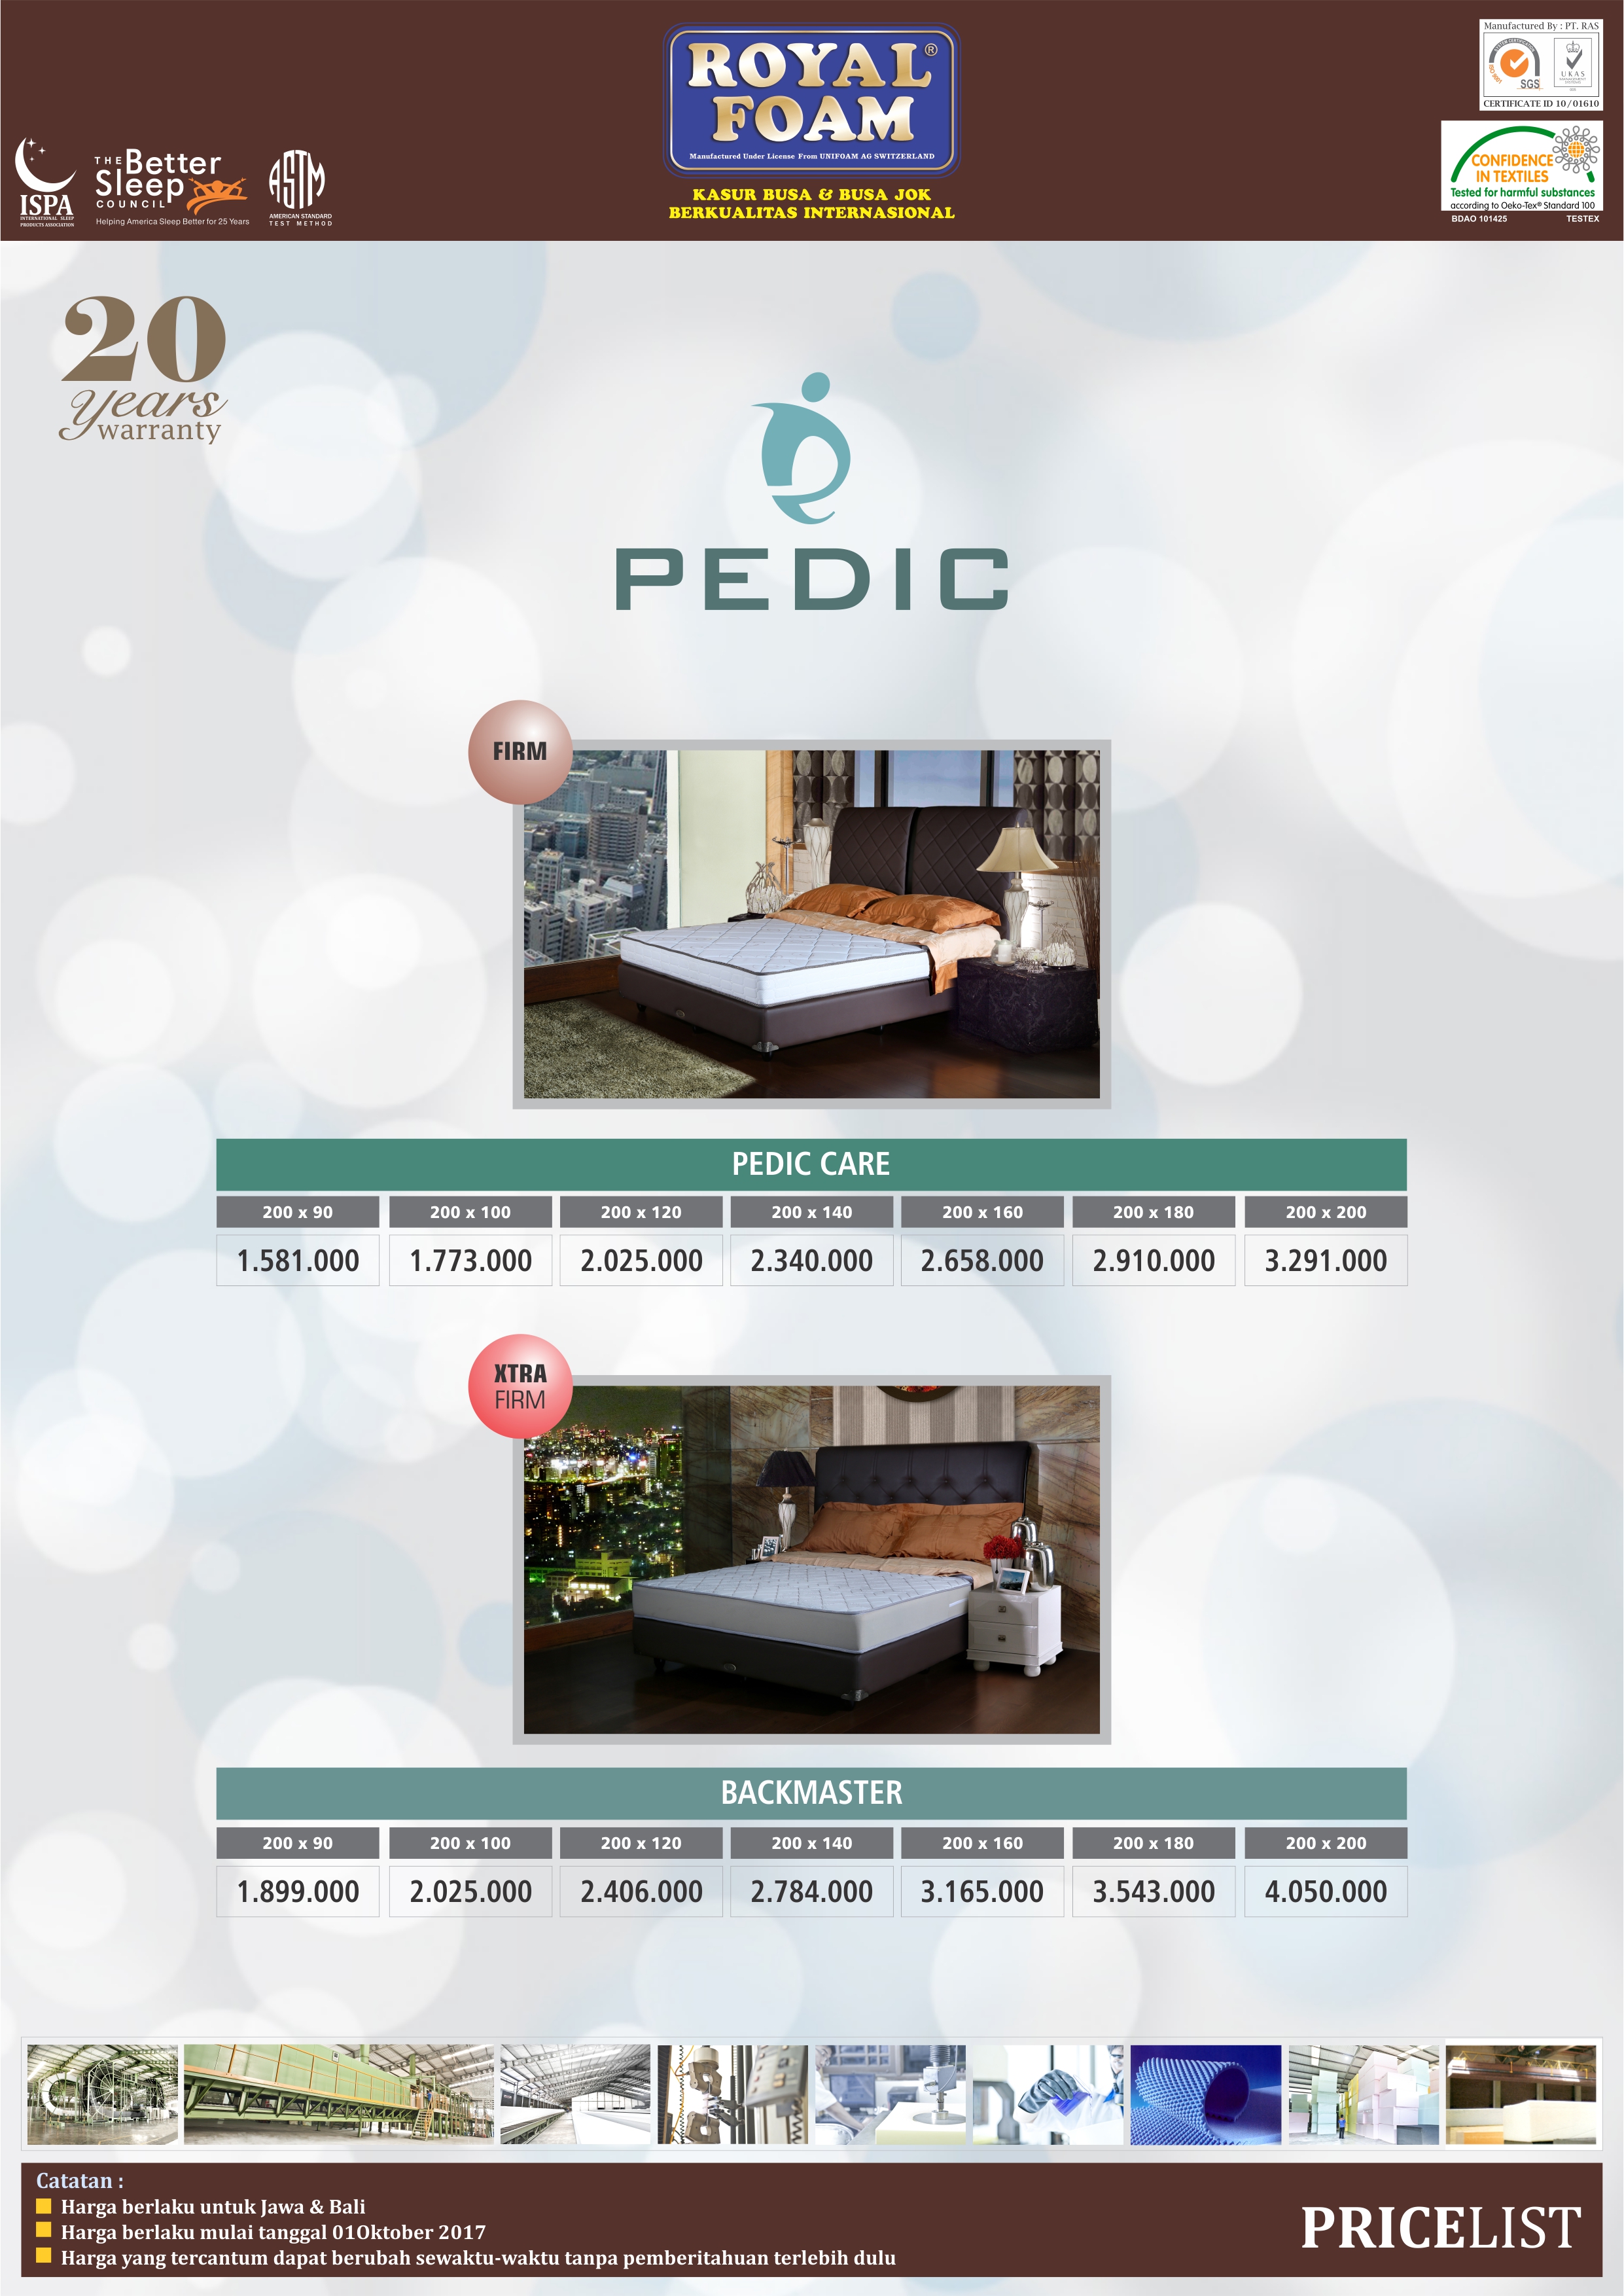 ROYAL®
FOAM
Manufactured Under License From UNIFOAM AG SWITZERLAND
KASUR BUSA & BUSA JOK
BERKUALITAS INTERNASIONAL
ISPA
INTERNATIONAL SLEEP
PRODUCTS ASSOCIATION
THE Better
Sleep
COUNCIL
Helping America Sleep Better for 25 Years
ASTM
AMERICAN STANDARD
TEST METHOD
Manufactured By : PT. RAS
SGS
UKAS
CERTIFICATE ID 10/01610
CONFIDENCE
IN TEXTILES
Tested for harmful substances
according to Oeko-Tex® Standard 100
BDAO 101425 TESTEX
20
years
warranty
PEDIC
FIRM
PEDIC CARE
200 x 90 200 x 100 200 x 120 200 x 140 200 x 160 200 x 180 200 x 200
1.581.000 1.773.000 2.025.000 2.340.000 2.658.000 2.910.000 3.291.000
XTRA
FIRM
BACKMASTER
200 x 90 200 x 100 200 x 120 200 x 140 200 x 160 200 x 180 200 x 200
1.899.000 2.025.000 2.406.000 2.784.000 3.165.000 3.543.000 4.050.000
Catatan :
Harga berlaku untuk Jawa & Bali
Harga berlaku mulai tanggal 01Oktober 2017
Harga yang tercantum dapat berubah sewaktu-waktu tanpa pemberitahuan terlebih dulu
PRICELIST